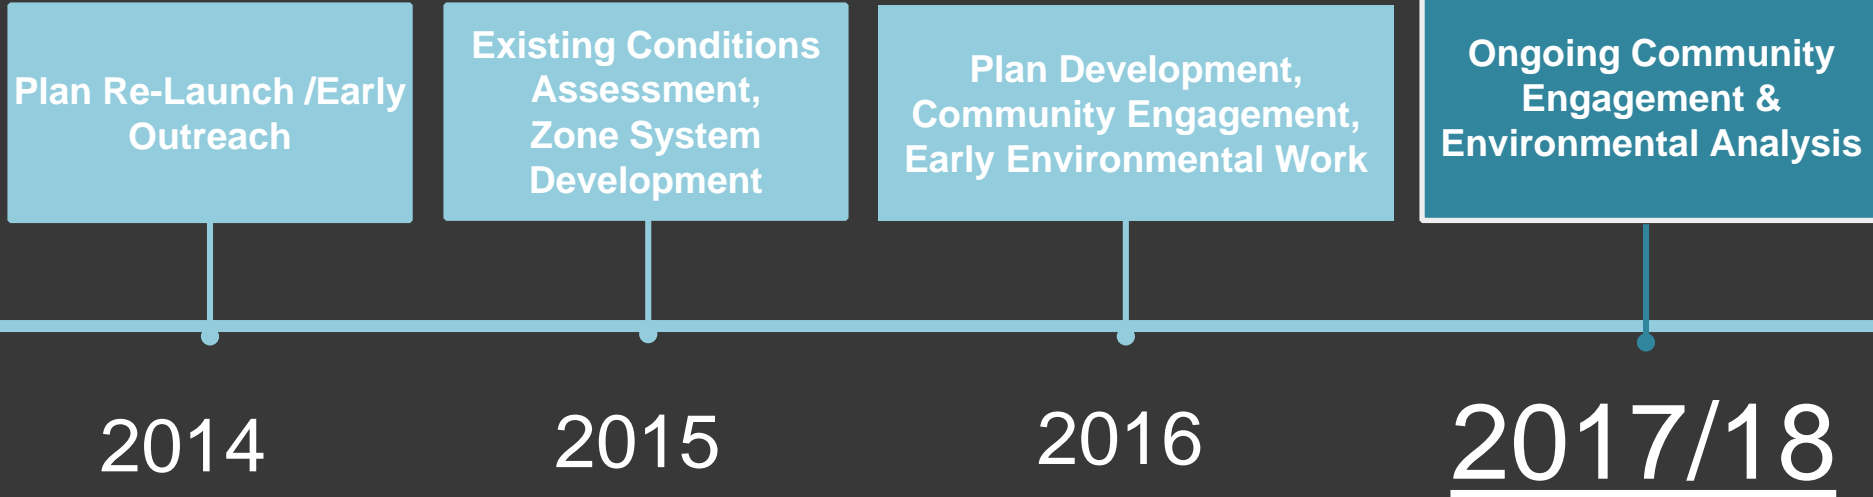 Plan Re-Launch /Early
Outreach
Existing Conditions
Assessment,
Zone System
Development
Plan Development,
Community Engagement,
Early Environmental Work
Ongoing Community
Engagement &
Environmental Analysis
2014
2015
2016
2017/18